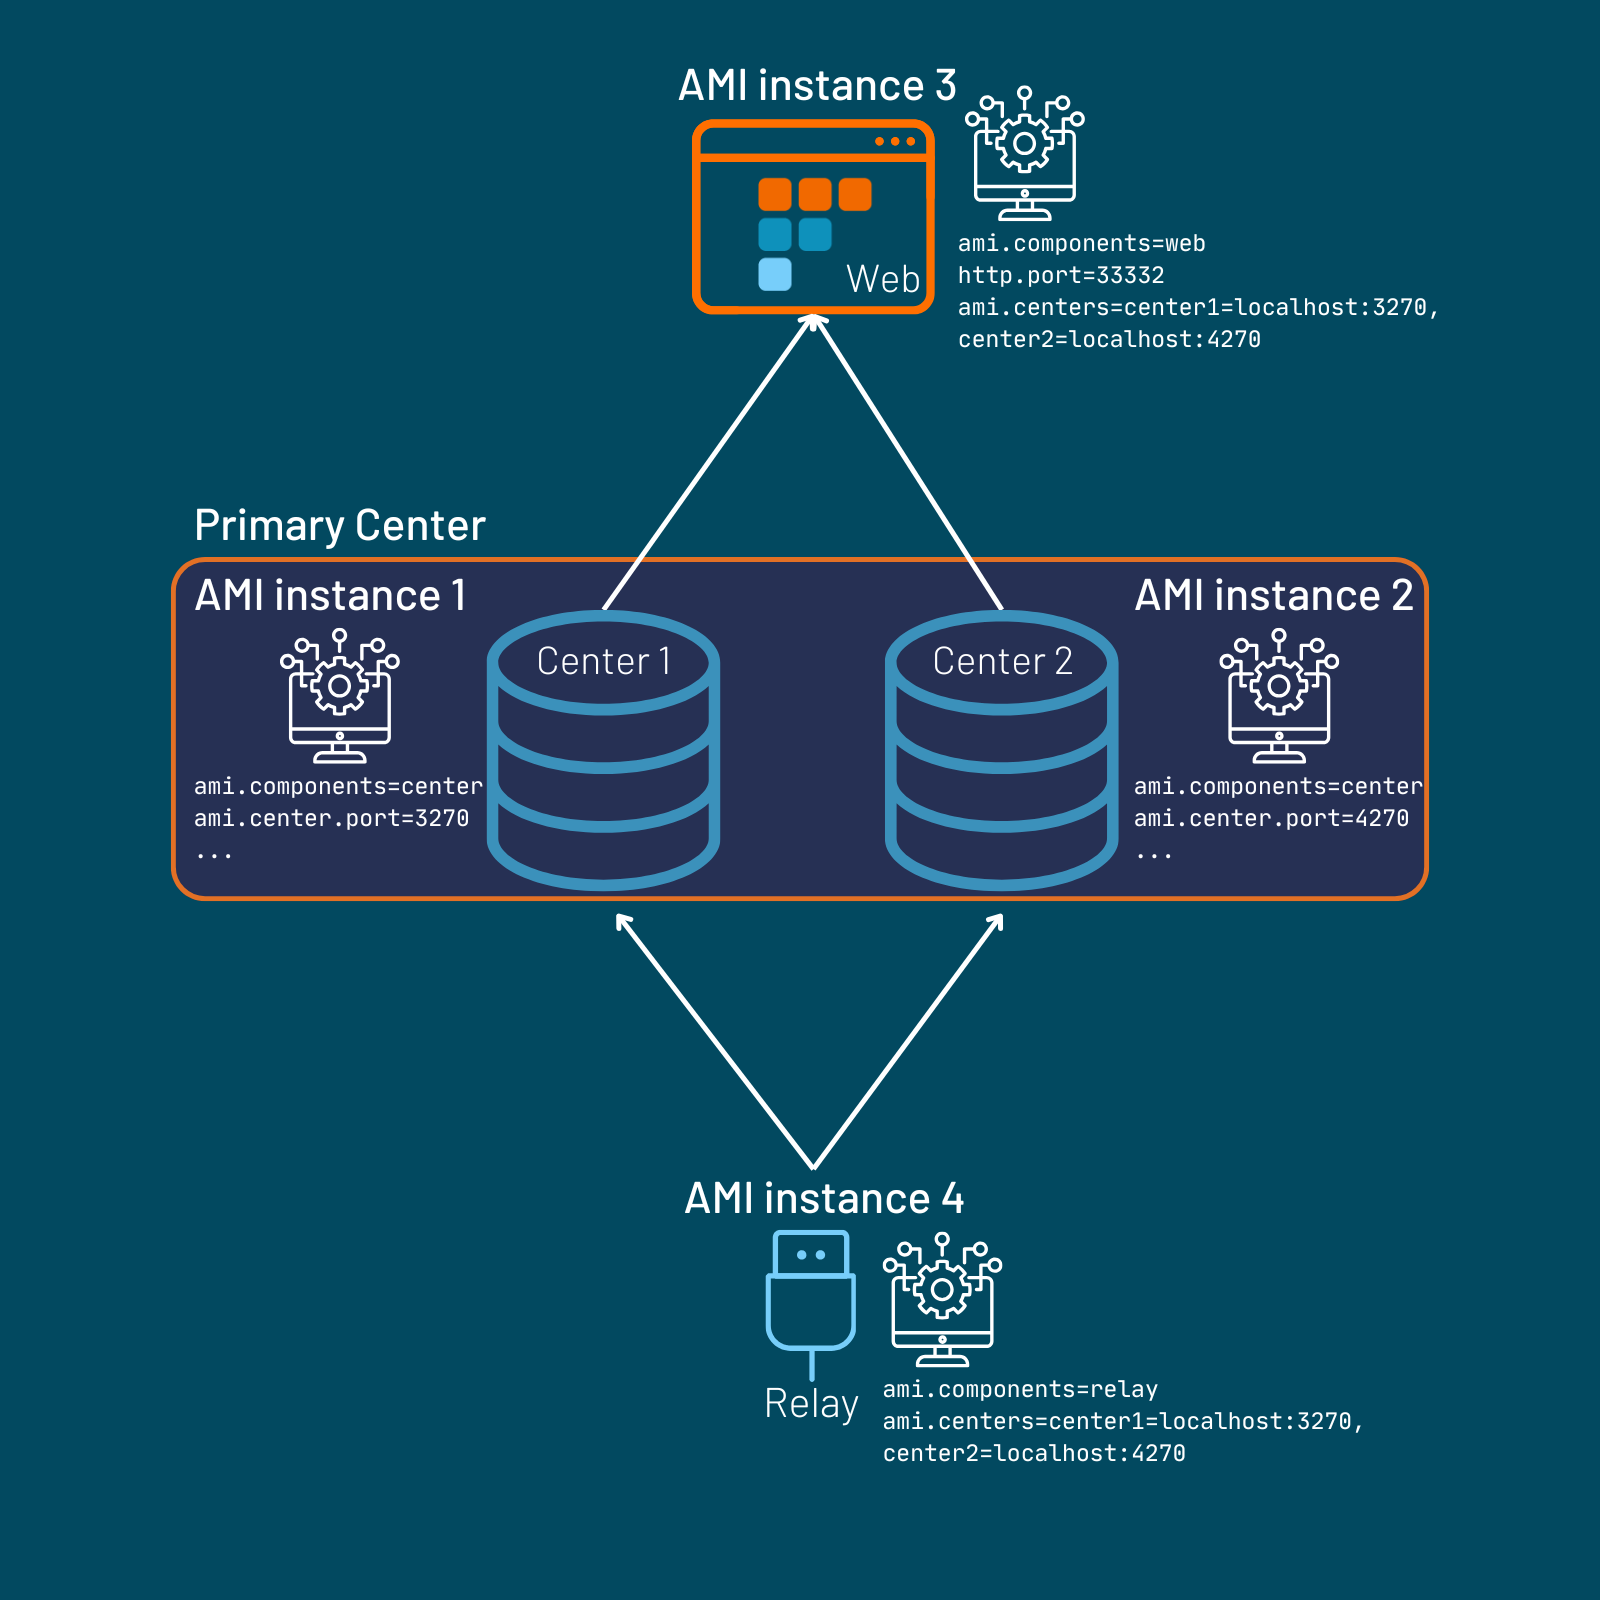 AMI instance 3
Web
ami.components=web
http.port=33332
ami.centers=center1=localhost:3270,
center2=localhost:4270
Primary Center
AMI instance 1
Center 1
ami.components=center
ami.center.port=3270
...
Center 2
AMI instance 2
ami.components=center
ami.center.port=4270
...
AMI instance 4
Relay
ami.components=relay
ami.centers=center1=localhost:3270,
center2=localhost:4270